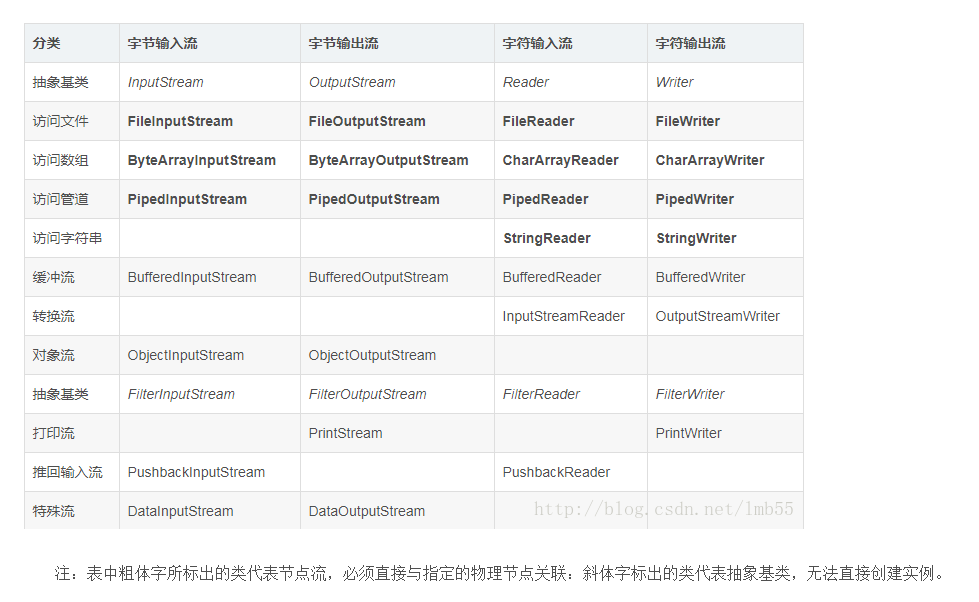 分类 字节输入流 字节输出流 字符输入流 字符输出流
抽象基类 InputStream OutputStream Reader Writer
访问文件 FileInputStream FileOutputStream FileReader FileWriter
访问数组 ByteArrayInputStream ByteArrayOutputStream CharArrayReader CharArrayWriter
访问管道 PipedInputStream PipedOutputStream PipedReader PipedWriter
访问字符串 StringReader StringWriter
缓冲流 BufferedInputStream BufferedOutputStream BufferedReader BufferedWriter
转换流 InputStreamReader OutputStreamWriter
对象流 ObjectInputStream ObjectOutputStream
抽象基类 FilterInputStream FilterOutputStream FilterReader FilterWriter
打印流 PrintStream PrintWriter
推回输入流 PushbackInputStream PushbackReader
特殊流 DataInputStream DataOutputStream
http://blog.csdn.net/lmb55
注：表中粗体字所标出的类代表节点流，必须直接与指定的物理节点关联：斜体字标出的类代表抽象基类，无法直接创建实例。